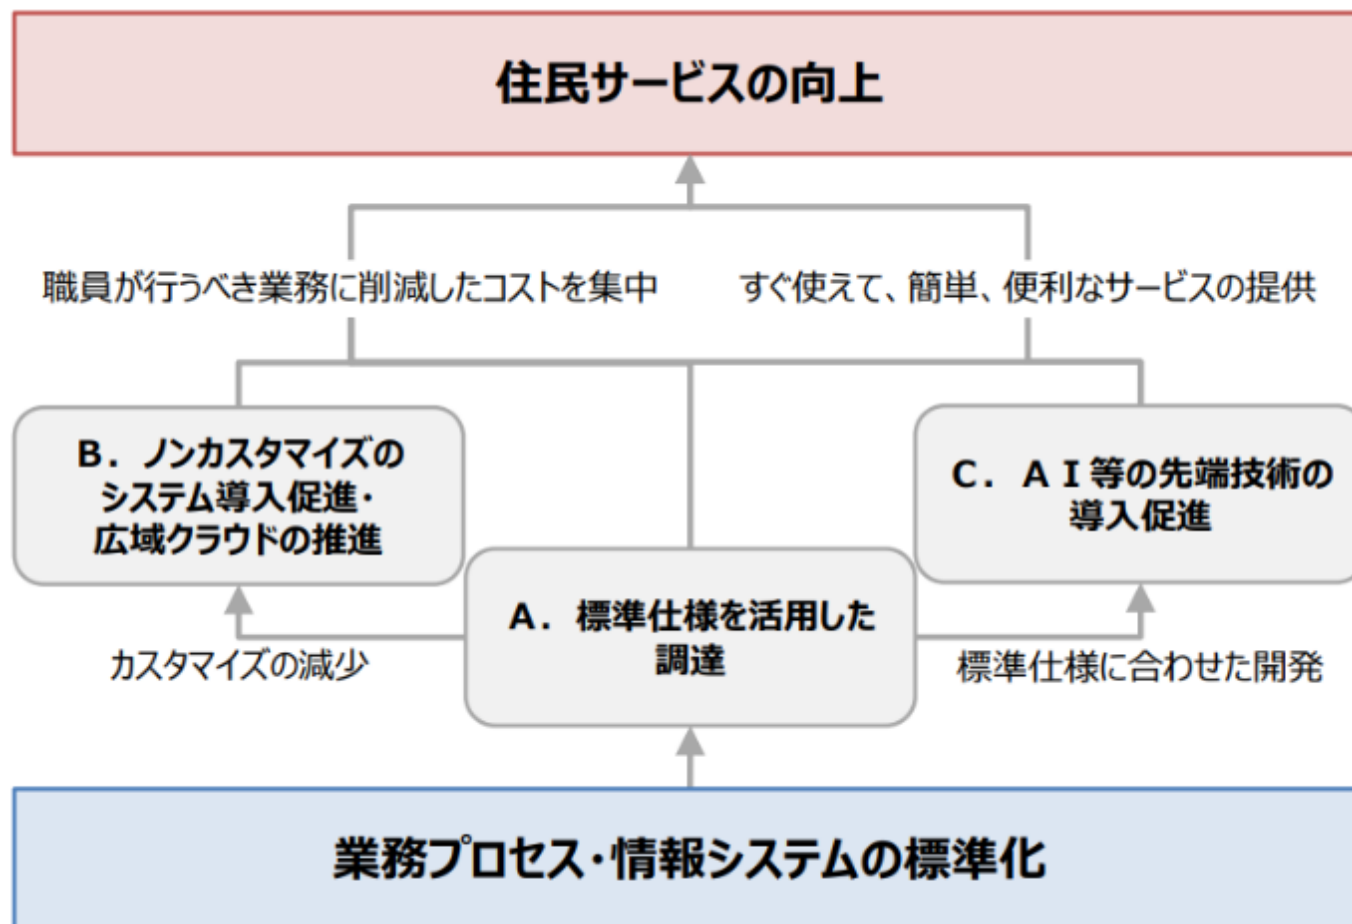 住民サービスの向上
職員が行うべき業務に削減したコストを集中
すぐ使えて、簡単、便利なサービスの提供
B．ノンカスタマイズの
システム導入促進・
広域クラウドの推進
C．ＡＩ等の先端技術の
導入促進
A．標準仕様を活用した
調達
カスタマイズの減少
標準仕様に合わせた開発
業務プロセス・情報システムの標準化